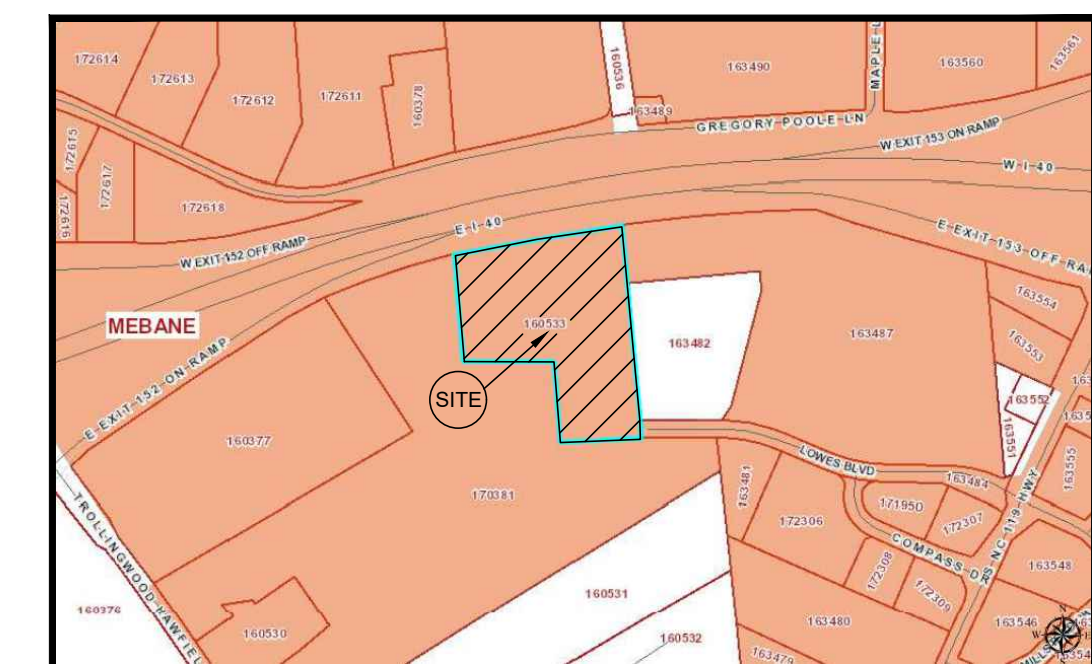 172614
172613
172612
172611
160378
160536
163489
163490
MAPLE L
163560
163561
GREGORY POOLE LN
W EXIT 153 ON RAMP
W I 40
172615
172617
172616
172618
E I 40
W EXIT 152 OFF RAMP
E EXIT 153 OFF RA
MEBANE
160533
163482
163487
163554
163553
163552
163551
163555
E EXIT 152 ON RAMP
SITE
160377
170381
LOWES BLVD
163481
163484
171950
172307
172306
COMPASS DR
S NC 119 HWY
172308
172309
163548
TROLLINGWOOD HAWFIEL
160376
160530
160531
160532
163480
163479
163546
N
W
E